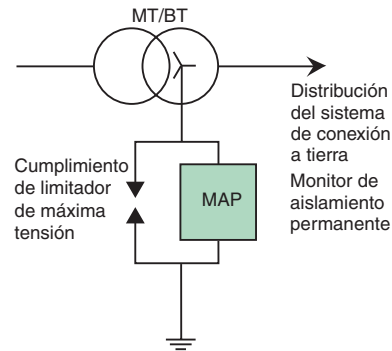 MT/BT
Distribución
del sistema
de conexión
a tierra
Cumplimiento
de limitador
de máxima
tensión
MAP
Monitor de
aislamiento
permanente